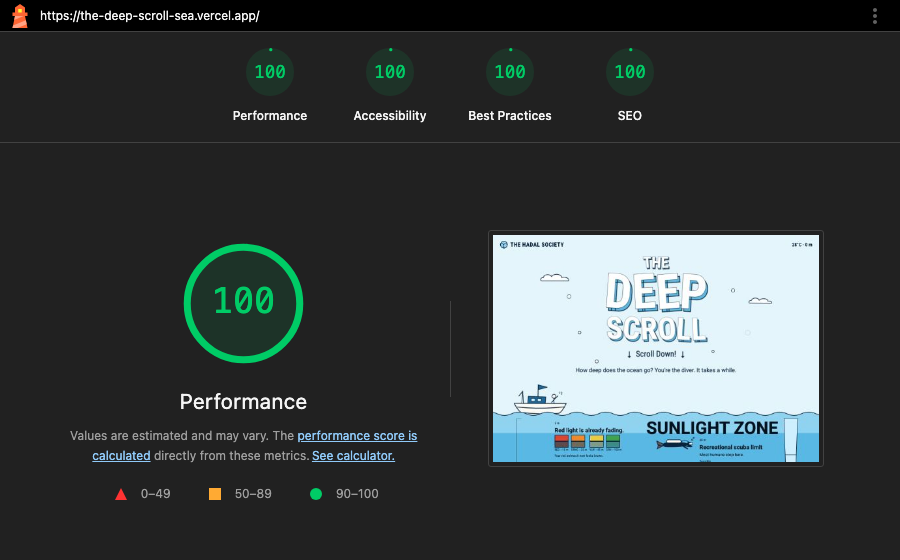 https://the-deep-scroll-sea.vercel.app/
100 100 100 100
Performance Accessibility Best Practices SEO
100
Performance
Values are estimated and may vary. The performance score is
calculated directly from these metrics. See calculator.
0–49 50–89 90–100
THE HADAL SOCIETY
THE
DEEP
SCROLL
↓ Scroll Down! ↓
How deep does the ocean go? You're the diver. It takes a while.
SUNLIGHT ZONE
Red light is already fading.
Recreational scuba limit